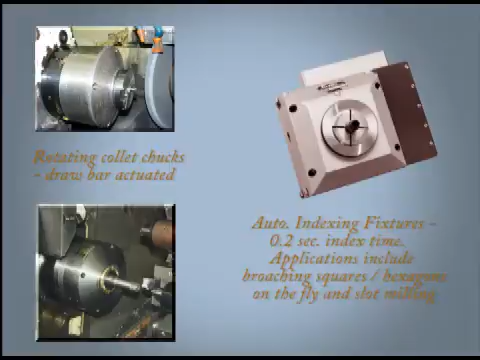 Rotating collet chucks
- draw bar actuated
Auto. Indexing Fixtures -
0.2 sec. index time.
Applications include
broaching squares / hexagons
on the fly and slot milling